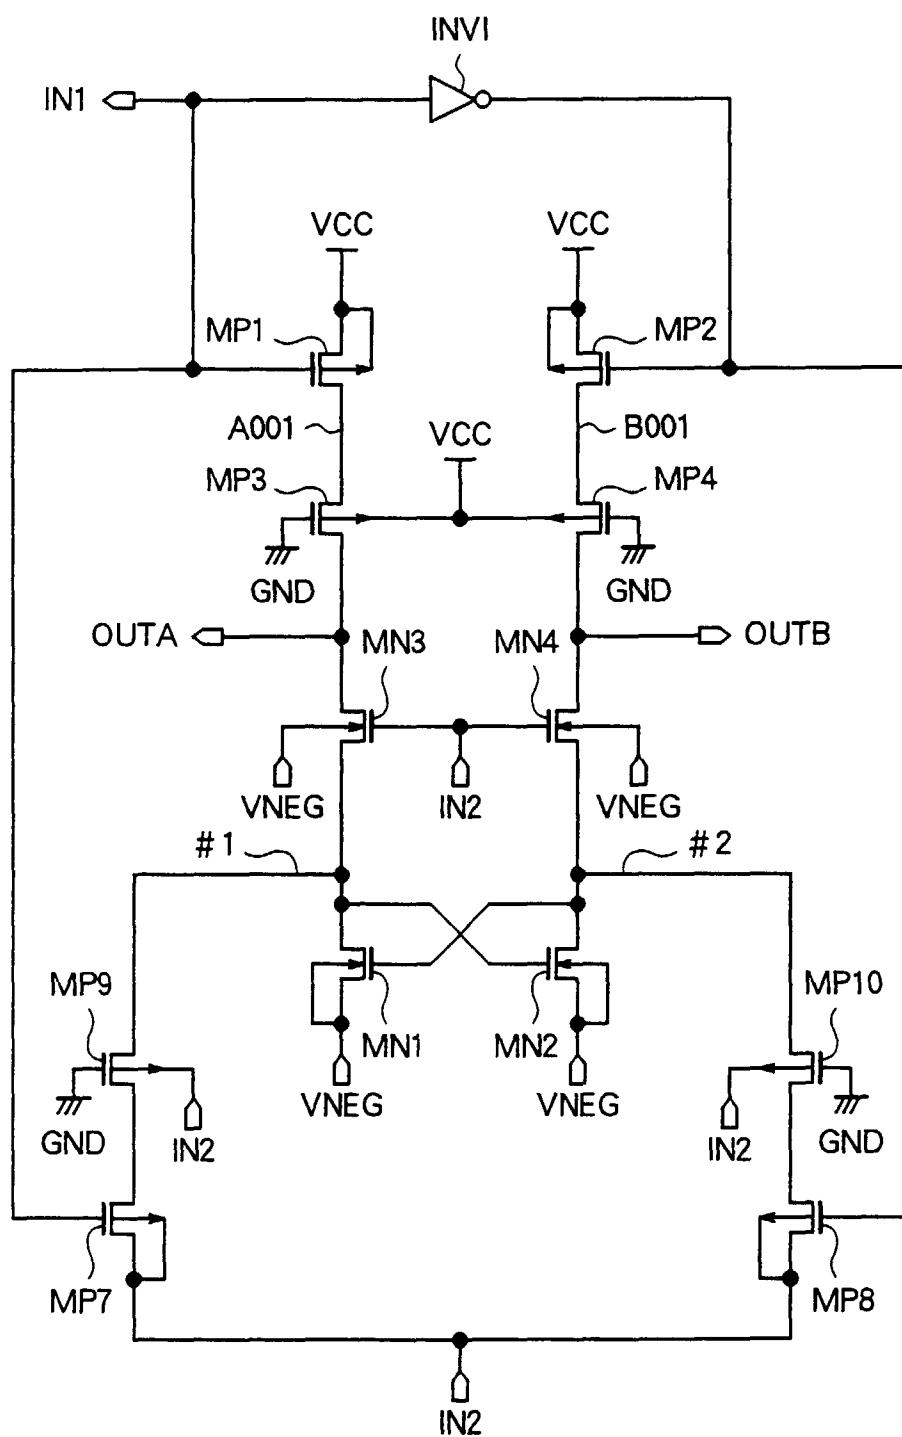 INVI
IN1
VCC VCC
MP1 MP2
A001 VCC B001
MP3 MP4
GND GND
OUTA MN3 MN4 OUTB
VNEG IN2 VNEG
#1 #2
MP9 MN1 MN2 MP10
VNEG VNEG
GND IN2 IN2 GND
MP7 MP8
IN2